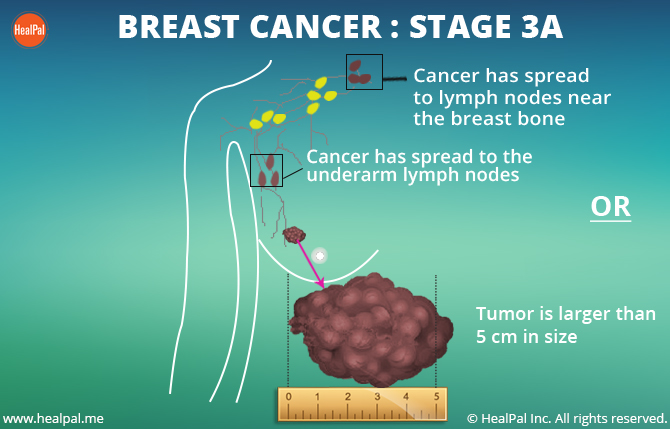 HealPal
BREAST CANCER : STAGE 3A
Cancer has spread
to lymph nodes near
the breast bone
Cancer has spread to the
underarm lymph nodes
OR
Tumor is larger than
5 cm in size
0 1 2 3 4 5
www.healpal.me
© HealPal Inc. All rights reserved.